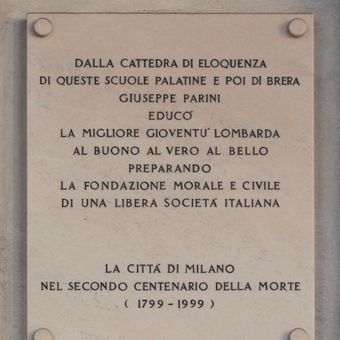 DALLA CATTEDRA DI ELOQUENZA
DI QUESTE SCUOLE PALATINE E POI DI BRERA
GIUSEPPE PARINI
EDUCÒ
LA MIGLIORE GIOVENTU' LOMBARDA
AL BUONO AL VERO AL BELLO
PREPARANDO
LA FONDAZIONE MORALE E CIVILE
DI UNA LIBERA SOCIETÀ ITALIANA
LA CITTÀ DI MILANO
NEL SECONDO CENTENARIO DELLA MORTE
( 1799 - 1999 )